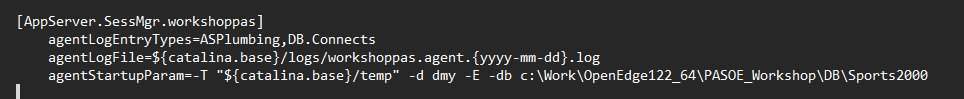 [AppServer.SessMgr.workshoppas]
agentLogEntryTypes=ASPlumbing,DB.Connects
agentLogFile=${catalina.base}/logs/workshoppas.agent.{yyyy-mm-dd}.log
agentStartupParam=-T "${catalina.base}/temp" -d dmy -E -db c:\Work\OpenEdge122_64\PASOE_Workshop\DB\Sports2000